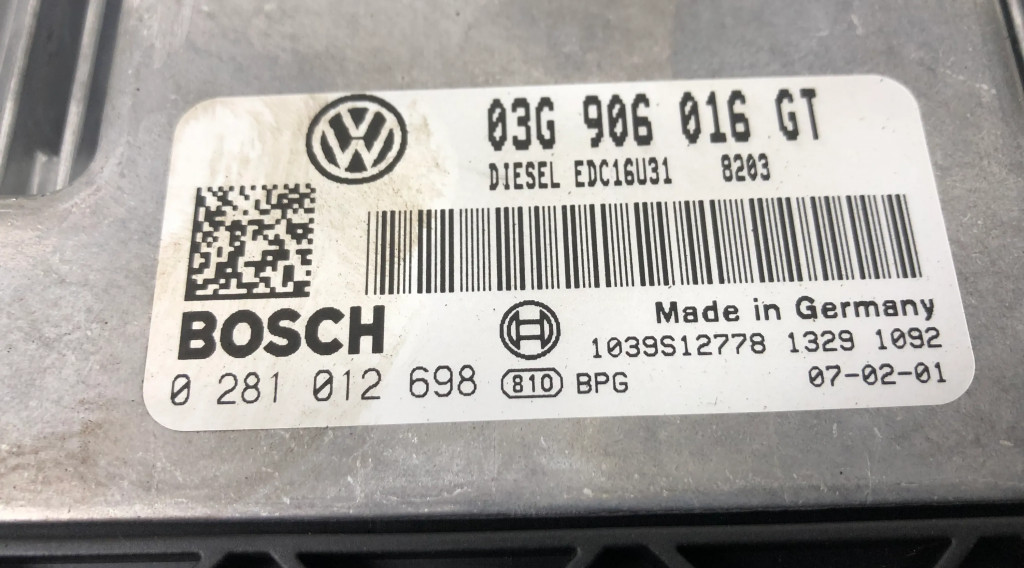 03G 906 016 GT
DIESEL EDC16U31 8203
Made in Germany
BOSCH
1039S12778 1329 1092
0 281 012 698 810 BPG 07-02-01